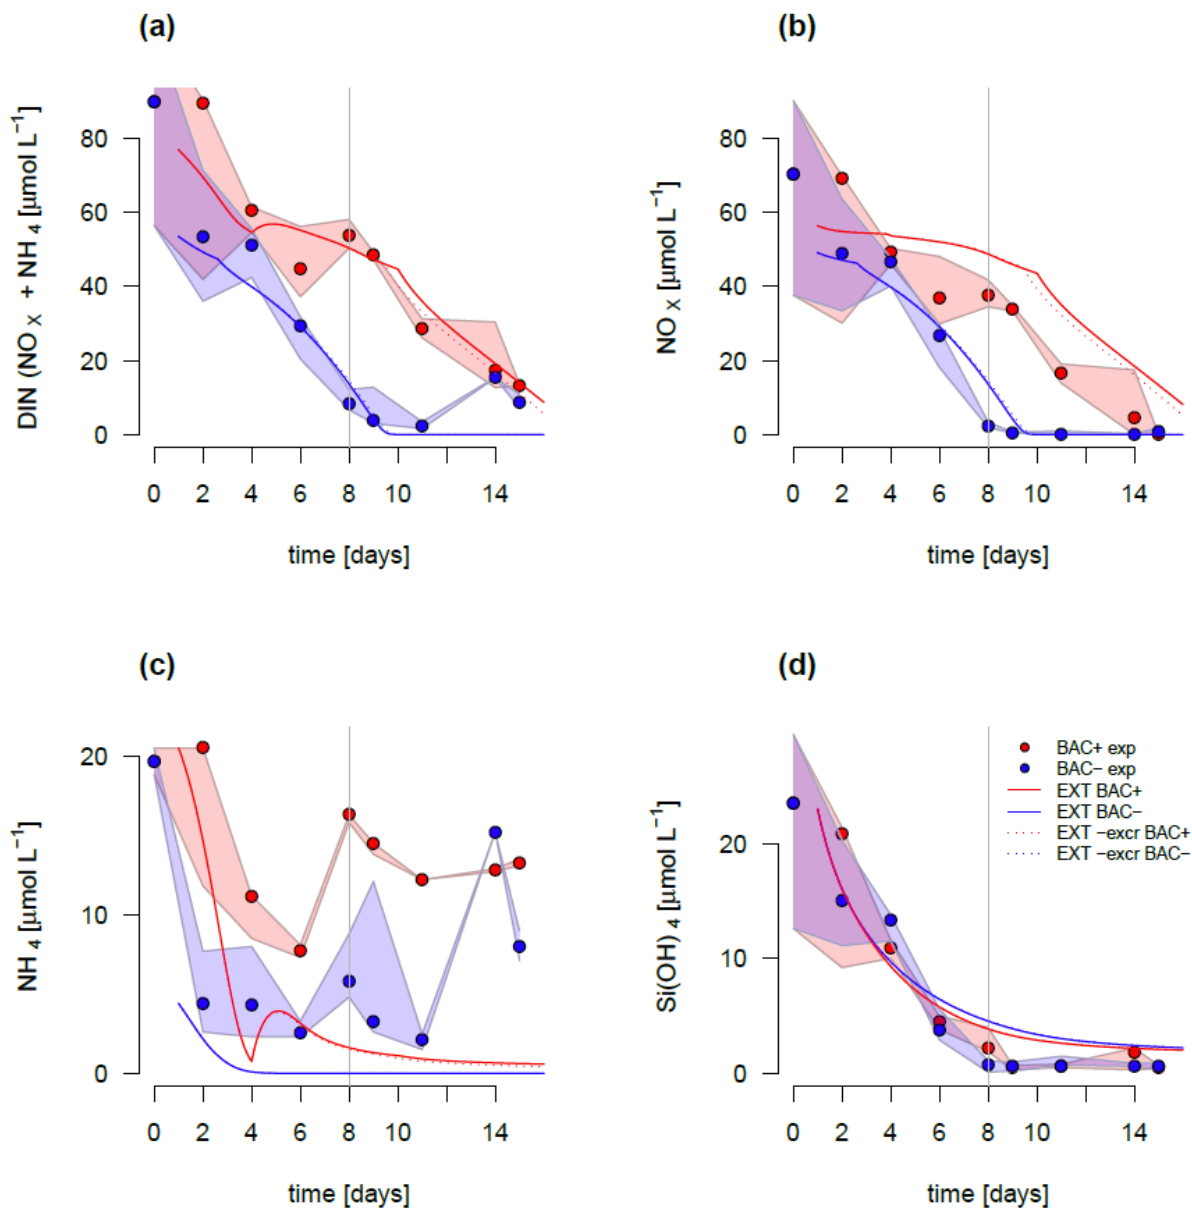 (a)
DIN (NO X + NH 4 [µmol L−1]
80
60
40
20
0
0 2 4 6 8 10 14
time [days]
(b)
NO X [µmol L−1]
80
60
40
20
0
0 2 4 6 8 10 14
time [days]
(c)
NH 4 [µmol L−1]
20
10
0
0 2 4 6 8 10 14
time [days]
(d)
Si(OH) 4 [µmol L−1]
20
10
0
0 2 4 6 8 10 14
time [days]
BAC+ exp
BAC− exp
EXT BAC+
EXT BAC−
EXT −excr BAC+
EXT −excr BAC−